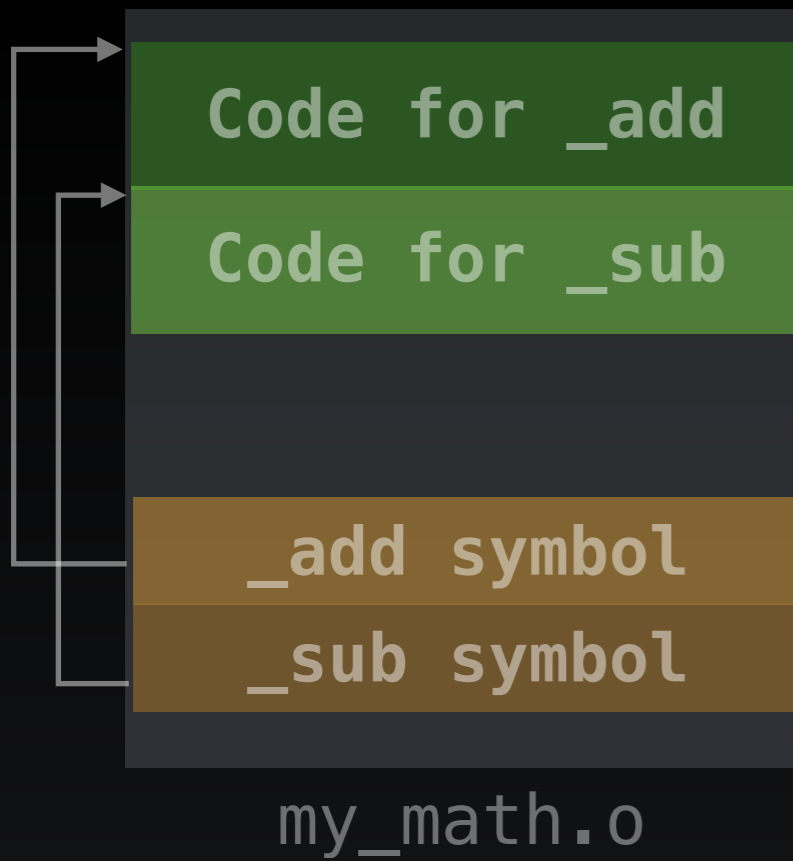 Code for _add
Code for _sub
_add symbol
_sub symbol
my_math.o